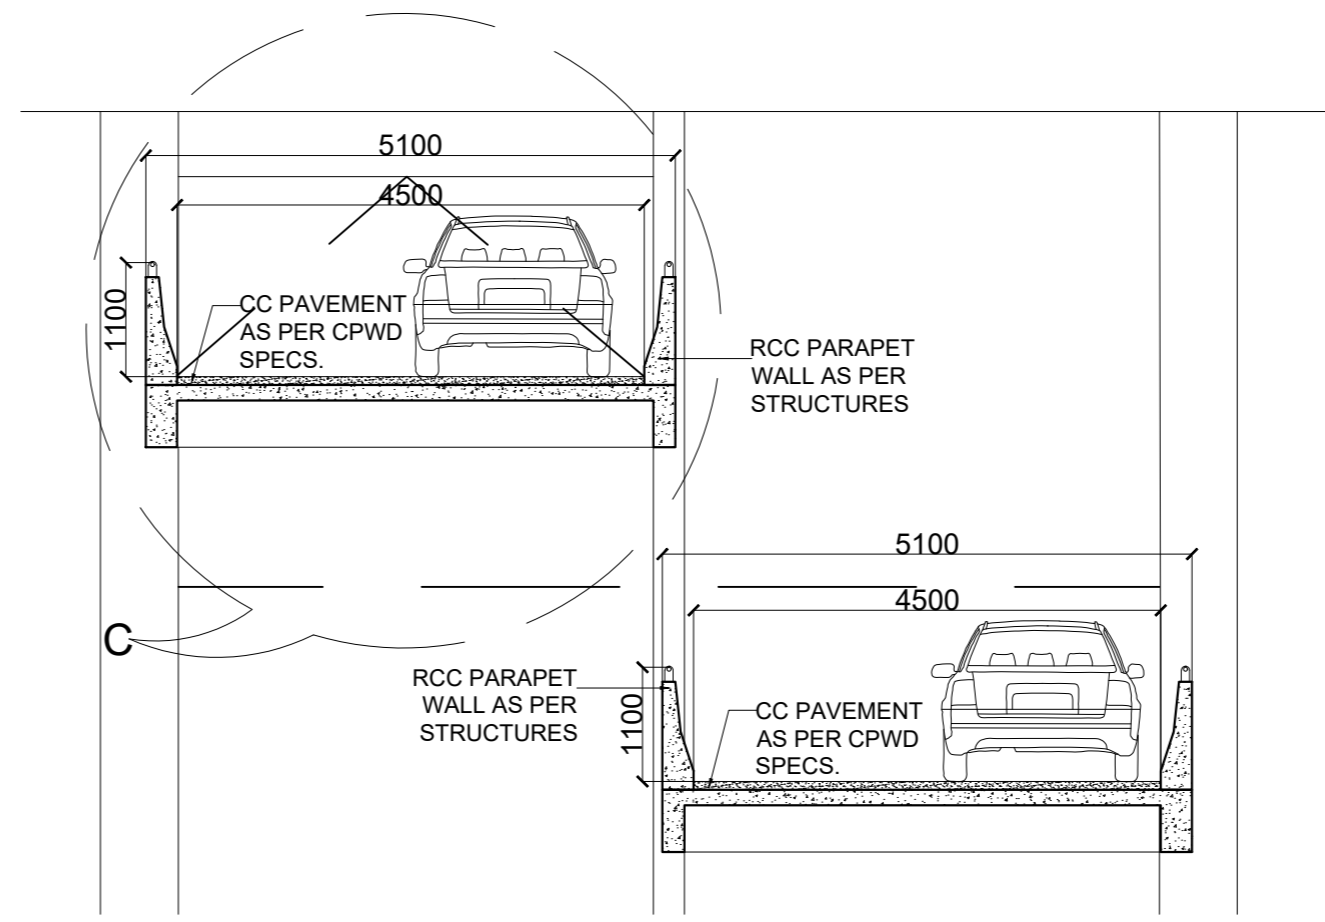 5100
4500
1100
CC PAVEMENT
AS PER CPWD
SPECS.
RCC PARAPET
WALL AS PER
STRUCTURES
5100
4500
C
RCC PARAPET
WALL AS PER
STRUCTURES
1100
CC PAVEMENT
AS PER CPWD
SPECS.